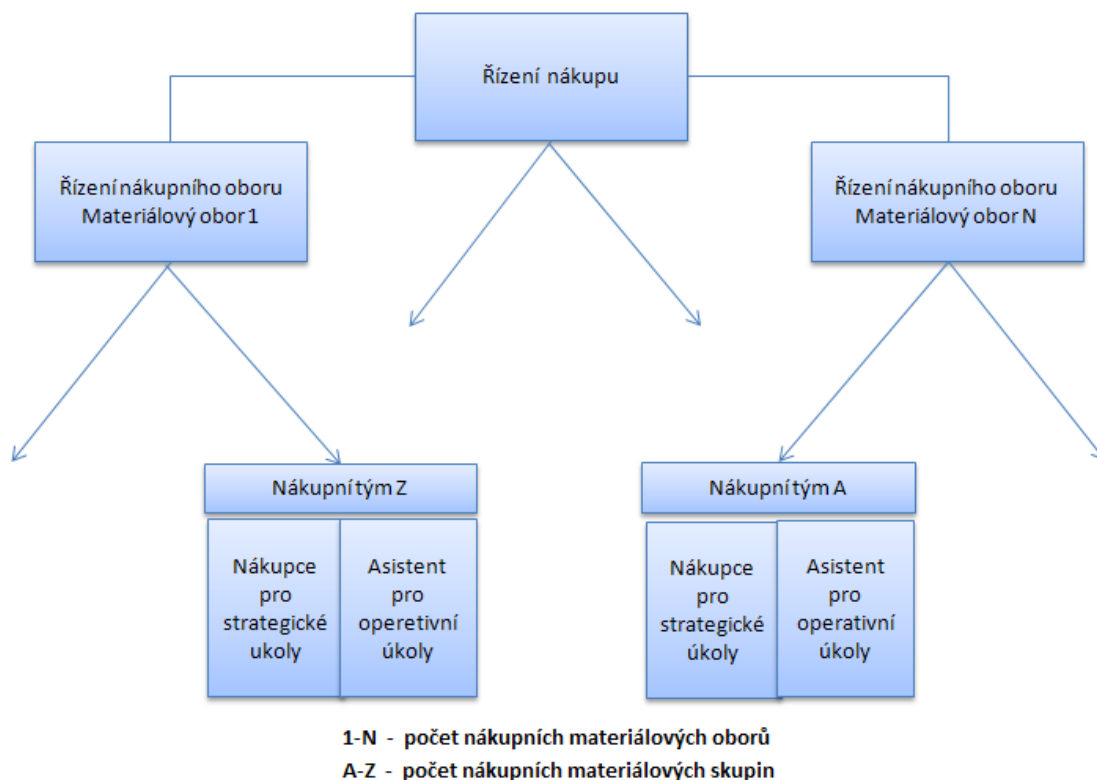 Řízení nákupu
Řízení nákupního oboru
Materiálový obor 1
Řízení nákupního oboru
Materiálový obor N
Nákupní tým Z
Nákupce
pro
strategické
ukoly
Asistent
pro
operetivní
úkoly
Nákupní tým A
Nákupce
pro
strategické
úkoly
Asistent
pro
operativní
úkoly
1-N - počet nákupních materiálových oborů
A-Z - počet nákupních materiálových skupin